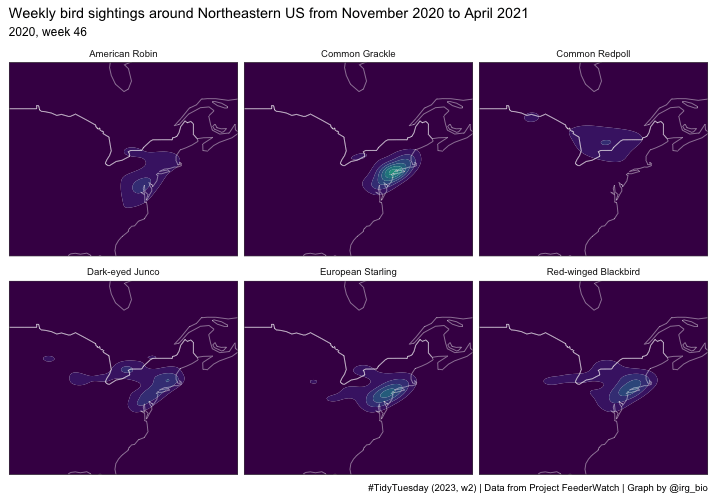 Weekly bird sightings around Northeastern US from November 2020 to April 2021
2020, week 46
American Robin
Common Grackle
Common Redpoll
Dark-eyed Junco
European Starling
Red-winged Blackbird
#TidyTuesday (2023, w2) | Data from Project FeederWatch | Graph by @irg_bio